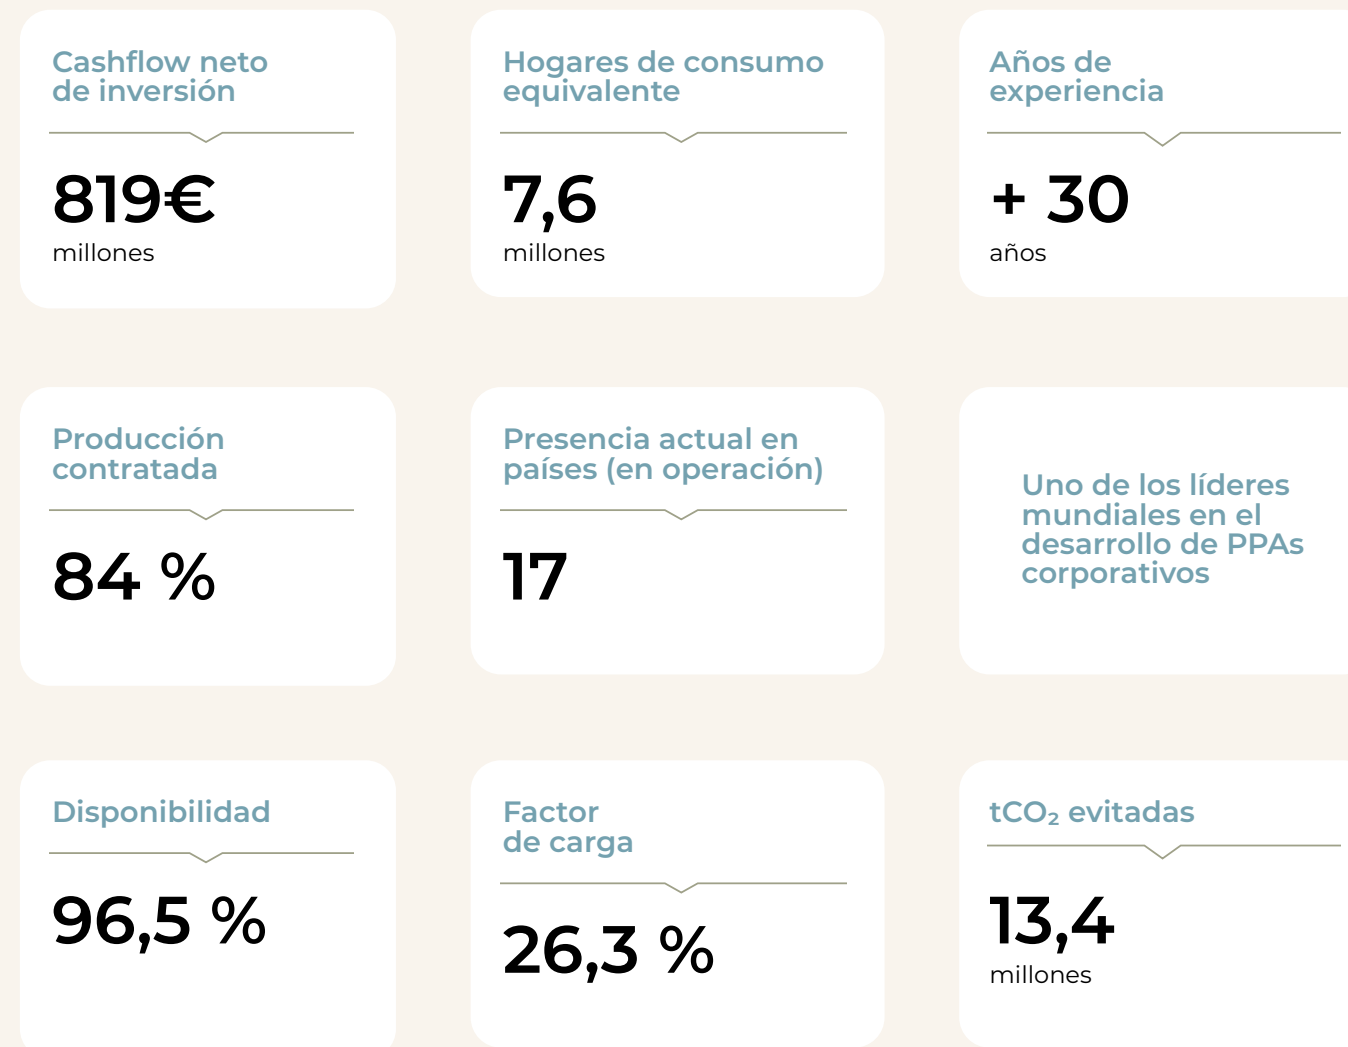 Cashflow neto
de inversión
819€
millones
Hogares de consumo
equivalente
7,6
millones
Años de
experiencia
+ 30
años
Producción
contratada
84 %
Presencia actual en
países (en operación)
17
Uno de los líderes
mundiales en el
desarrollo de PPAs
corporativos
Disponibilidad
96,5 %
Factor
de carga
26,3 %
tCO₂ evitadas
13,4
millones